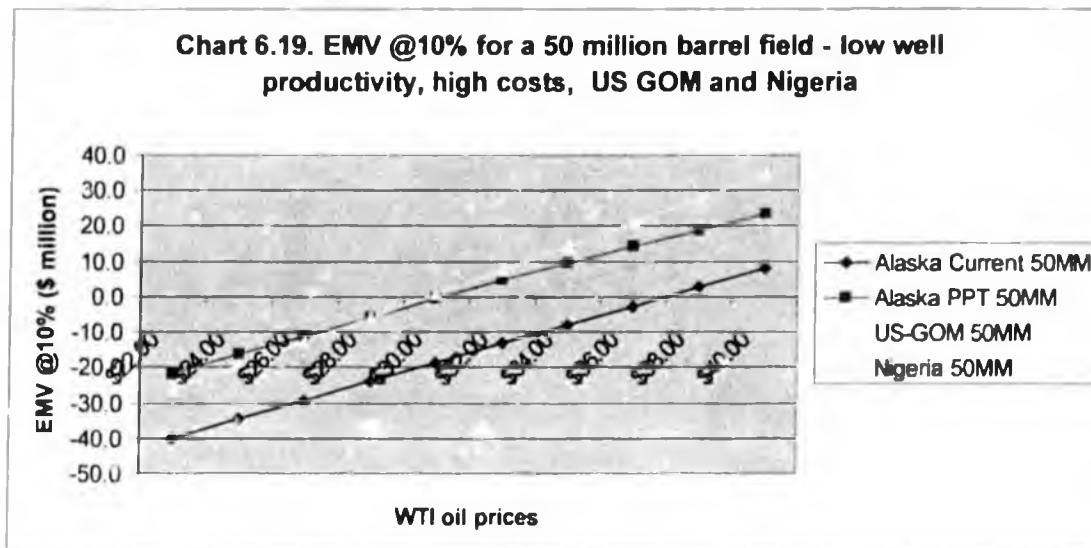 Chart 6.19. EMV @10% for a 50 million barrel field - low well
productivity, high costs, US GOM and Nigeria
EMV @10% ($ million)
40.0
30.0
20.0
10.0
0.0
-10.0
-20.0
-30.0
-40.0
-50.0
$24.00
$26.00
$28.00
$30.00
$32.00
$34.00
$36.00
$38.00
WTI oil prices
Alaska Current 50MM
Alaska PPT 50MM
US-GOM 50MM
Nigeria 50MM